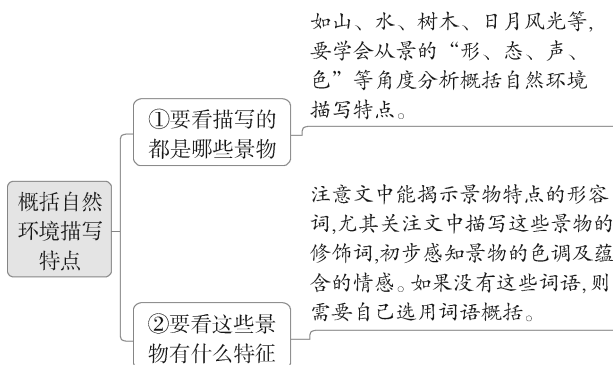 如山、水、树木、日月风光等,
要学会从景的“形、态、声、
色”等角度分析概括自然环境
描写特点。
①要看描写的
都是哪些景物
概括自然
环境描写
特点
注意文中能揭示景物特点的形容
词,尤其关注文中描写这些景物的
修饰词,初步感知景物的色调及蕴
含的情感。如果没有这些词语,则
需要自己选用词语概括。
②要看这些景
物有什么特征